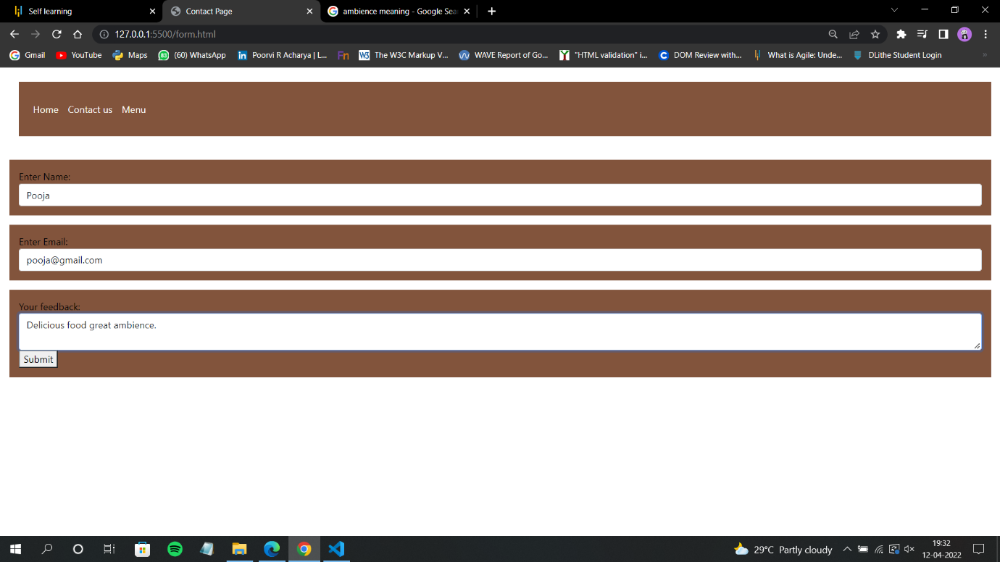 Self learning
Contact Page
ambience meaning - Google Sea
127.0.0.1:5500/form.html
Gmail YouTube Maps (60) WhatsApp Poorvi R Acharya | L... Fn W3 The W3C Markup V... WAVE Report of Go... "HTML validation" i... DOM Review with... What is Agile: Unde... DLithe Student Login
Home Contact us Menu
Enter Name:
Pooja
Enter Email:
pooja@gmail.com
Your feedback:
Delicious food great ambience.
Submit
29°C Partly cloudy
19:32
12-04-2022